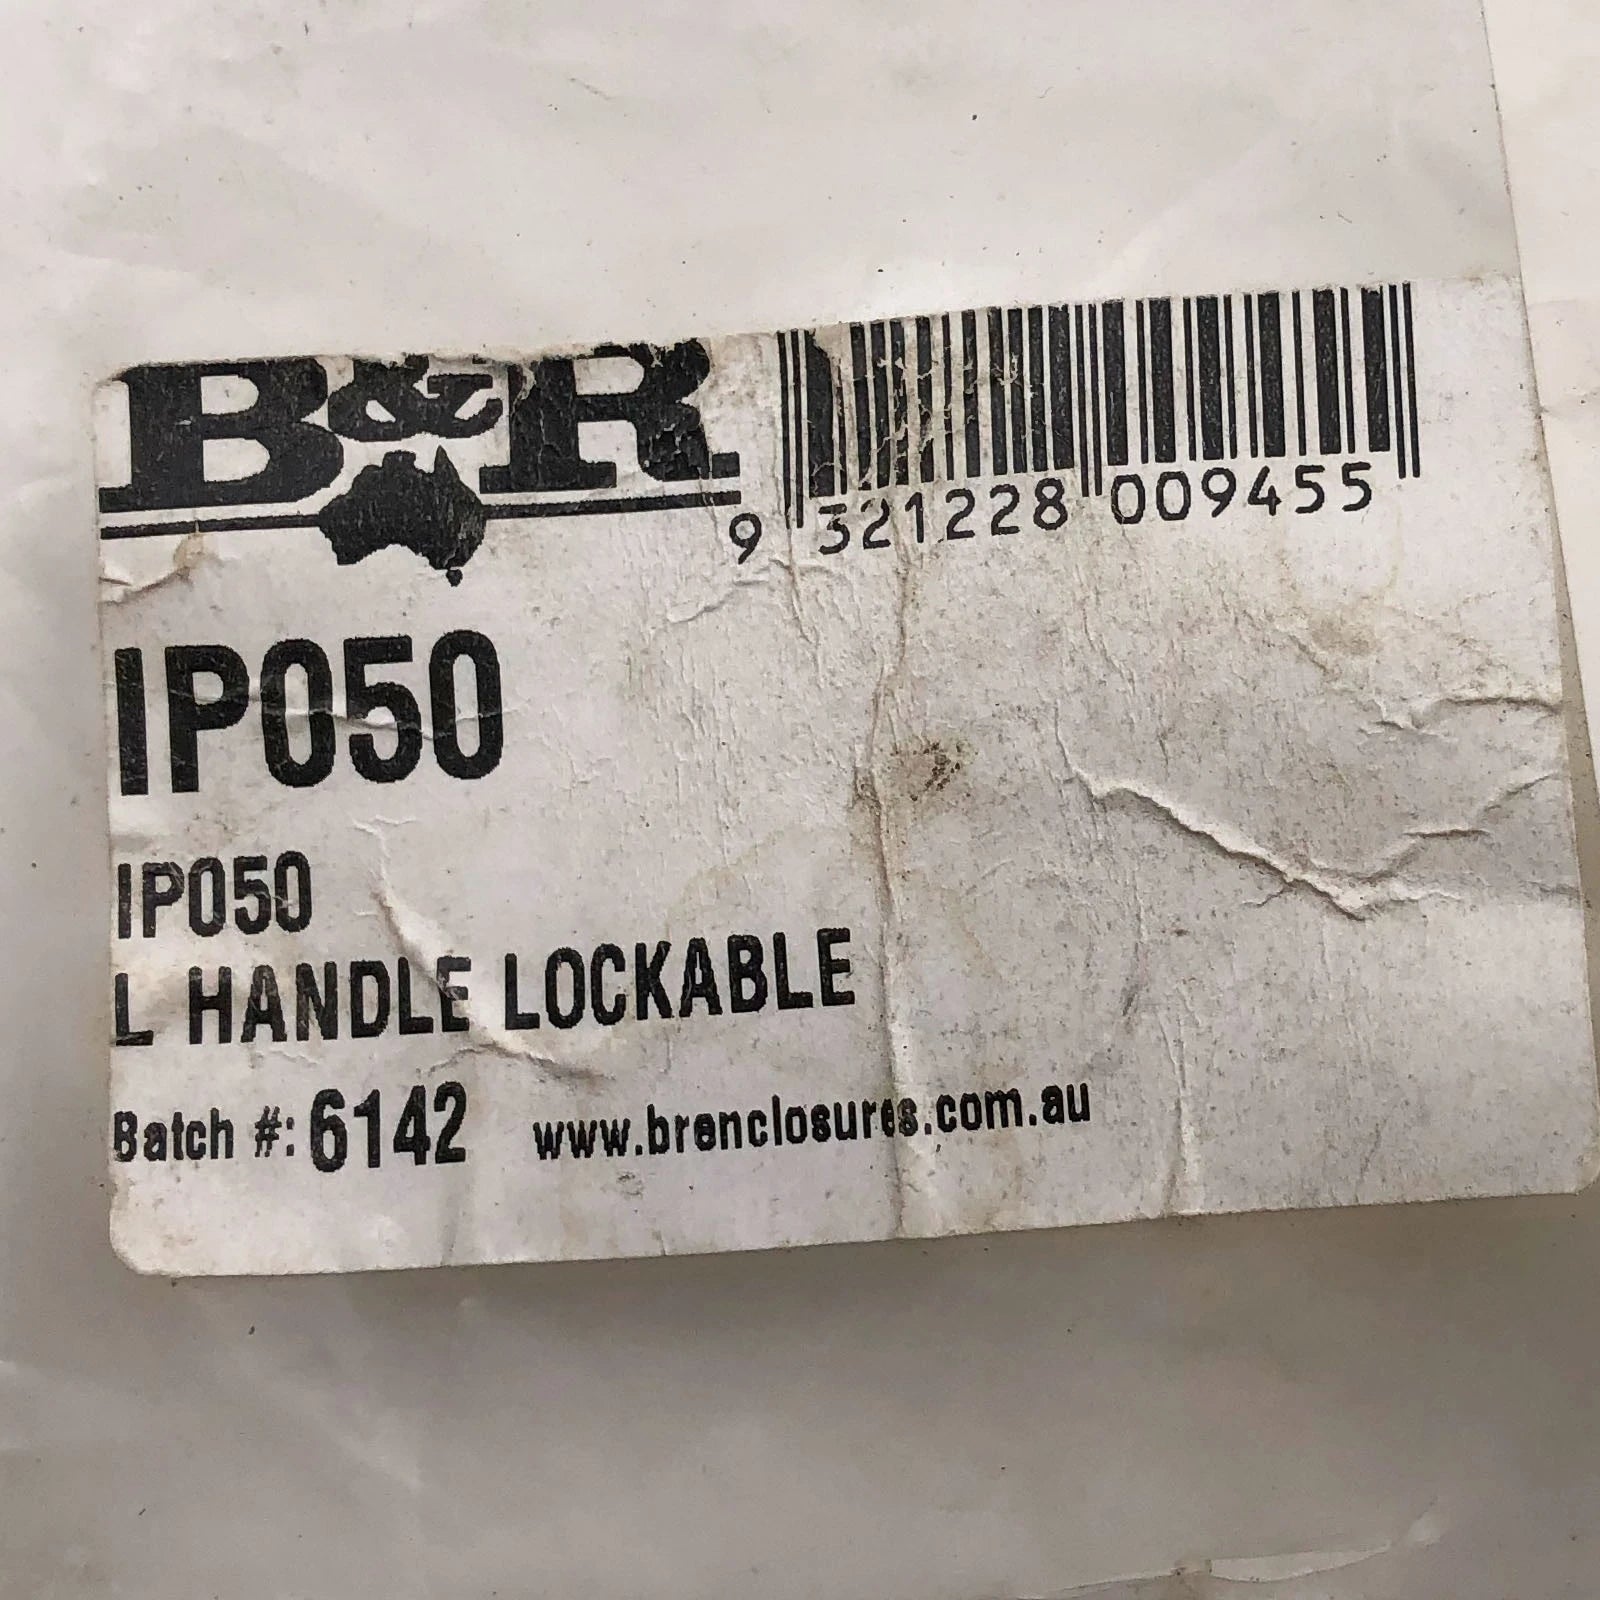 B&R
9 321228 009455
IP050
IP050
L HANDLE LOCKABLE
Batch #: 6142 www.brenclosures.com.au